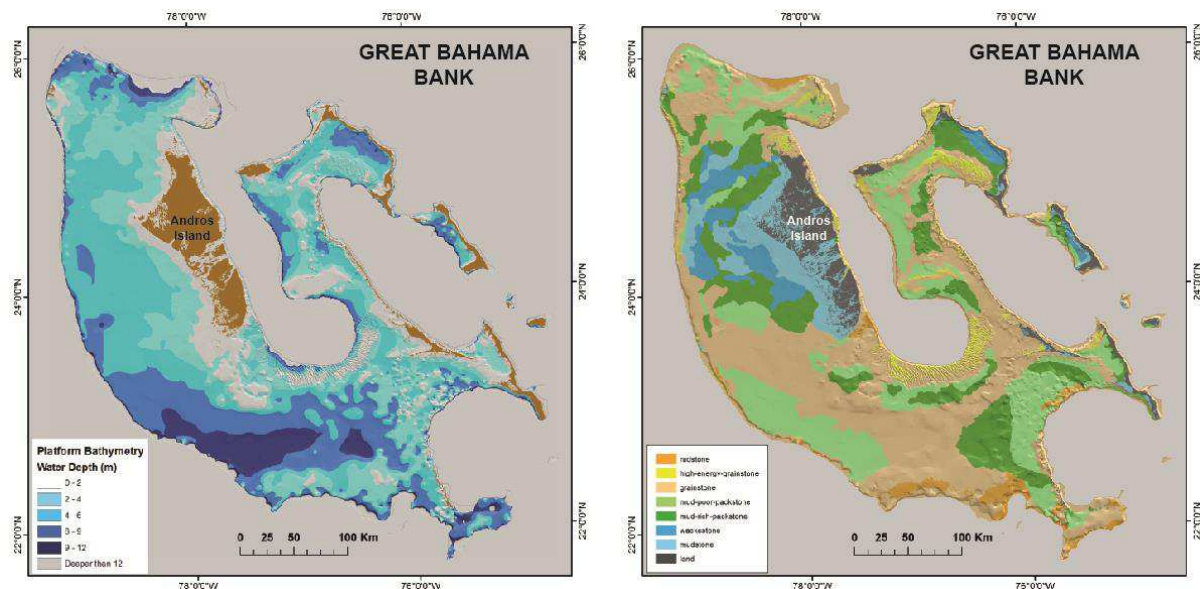 78°0'0"W 76°0'0"W
GREAT BAHAMA
BANK
26°0'0"N
26°0'0"N
Andros
Island
24°0'0"N
24°0'0"N
Platform Bathymetry
Water Depth (m)
0 - 2
2 - 4
4 - 6
6 - 9
9 - 12
Deeper than 12
22°0'0"N
22°0'0"N
0 25 50 100 Km
78°0'0"W 76°0'0"W
78°0'0"W 76°0'0"W
GREAT BAHAMA
BANK
26°0'0"N
26°0'0"N
Andros
Island
24°0'0"N
24°0'0"N
rudstone
high-energy-grainstone
grainstone
mud-poor-packstone
mud-rich-packstone
wackestone
mudstone
land
22°0'0"N
22°0'0"N
0 25 50 100 Km
78°0'0"W 76°0'0"W